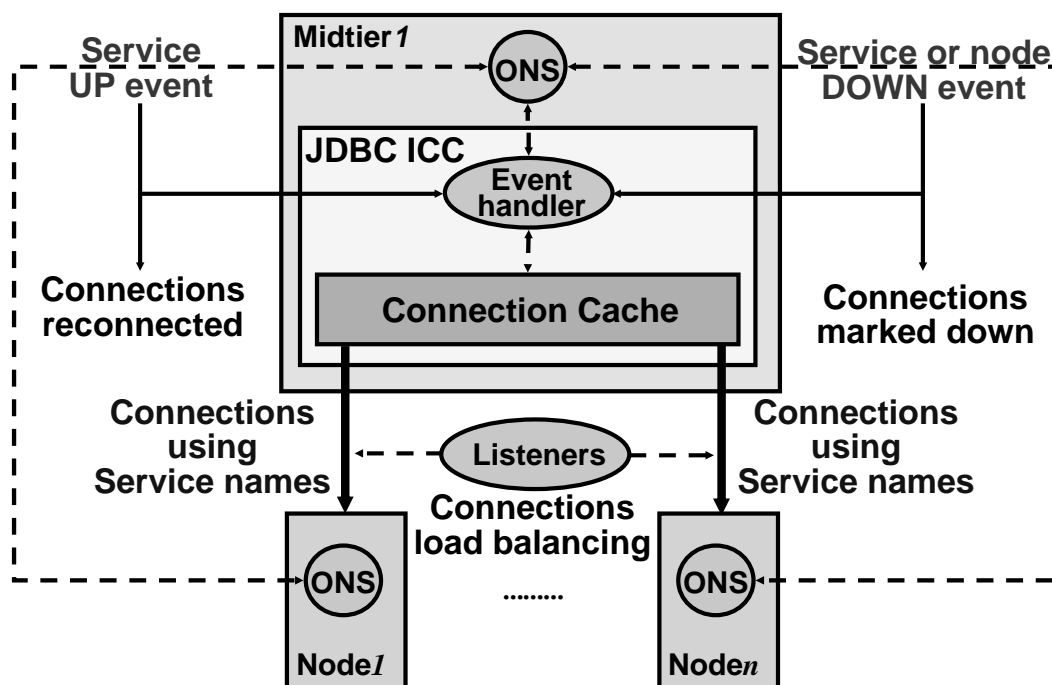 Midtier1
Service
UP event
ONS
Service or node
DOWN event
JDBC ICC
Event
handler
Connections
reconnected
Connection Cache
Connections
marked down
Connections
using
Service names
Listeners
Connections
using
Service names
Connections
load balancing
ONS
.........
ONS
Node1
Noden